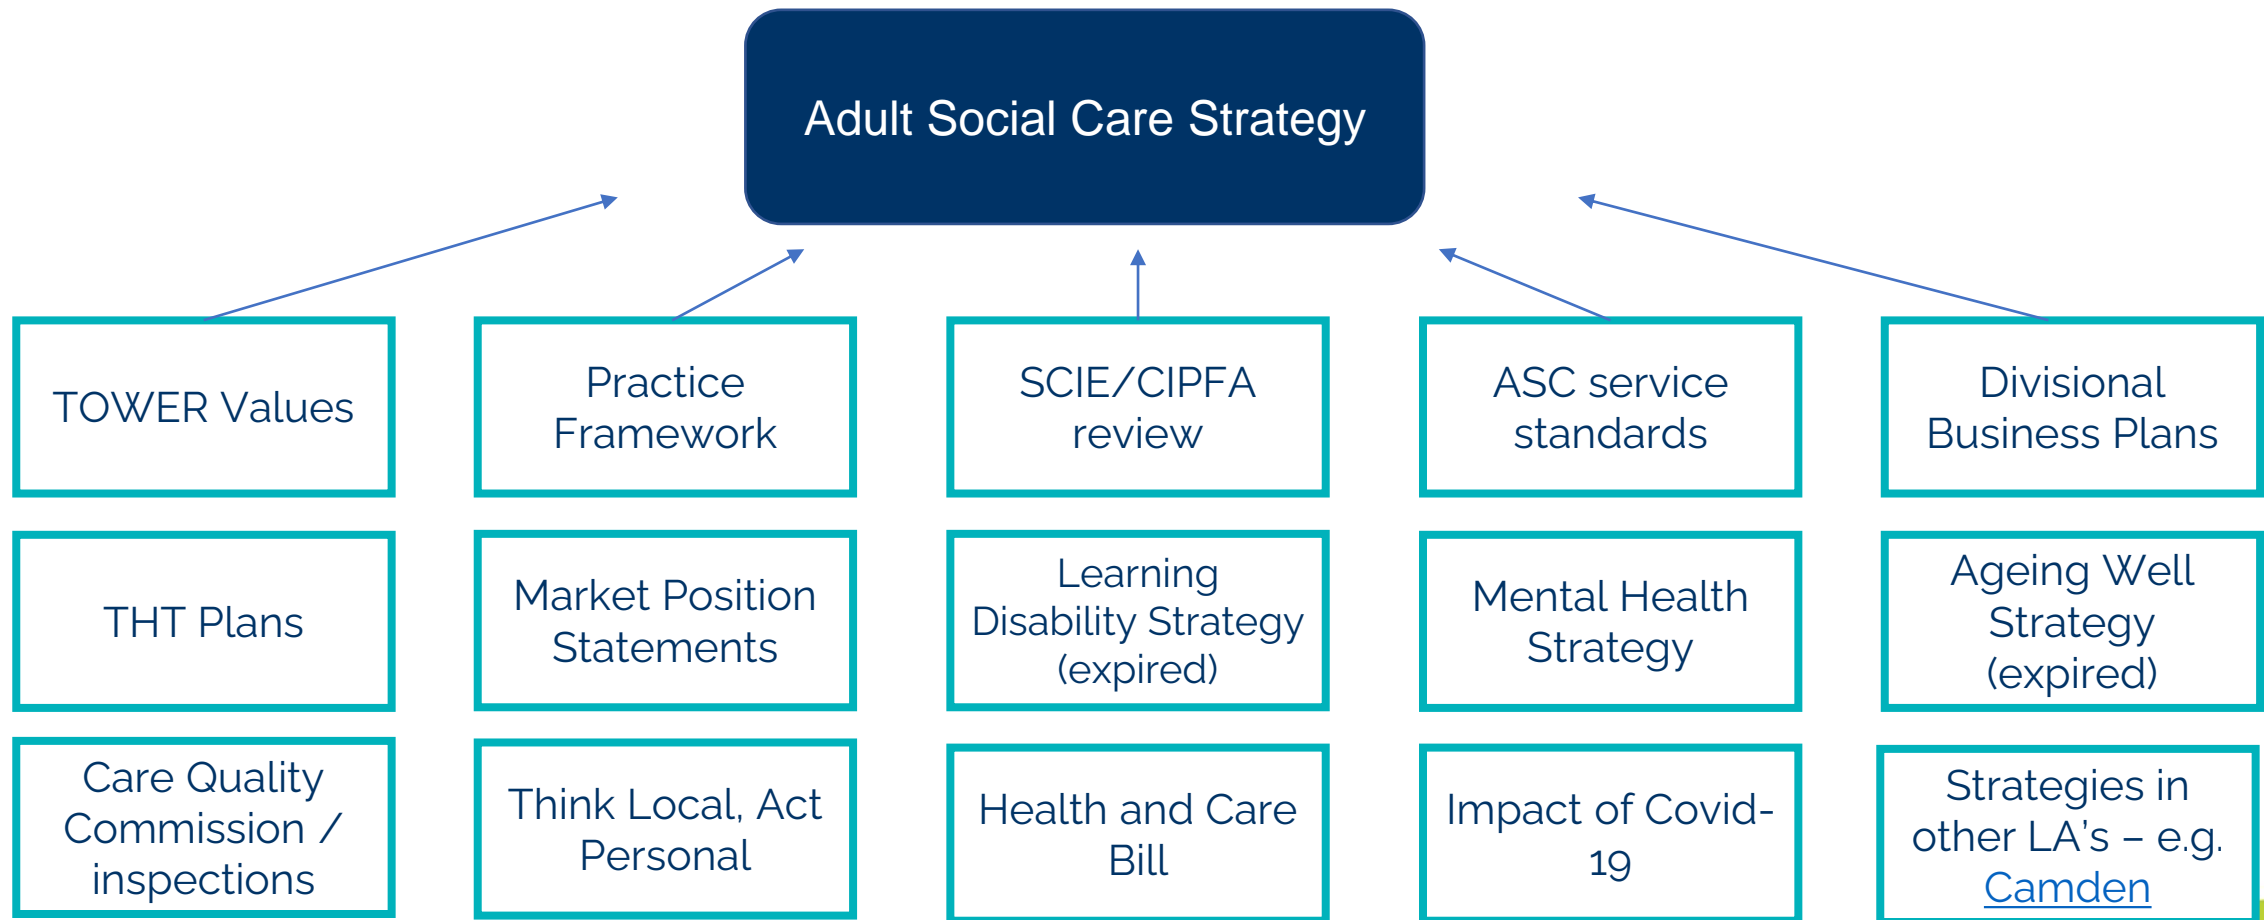 Adult Social Care Strategy
TOWER Values
Practice
Framework
SCIE/CIPFA
review
ASC service
standards
Divisional
Business Plans
THT Plans
Market Position
Statements
Learning
Disability Strategy
(expired)
Mental Health
Strategy
Ageing Well
Strategy
(expired)
Care Quality
Commission /
inspections
Think Local, Act
Personal
Health and Care
Bill
Impact of Covid-
19
Strategies in
other LA’s – e.g.
Camden